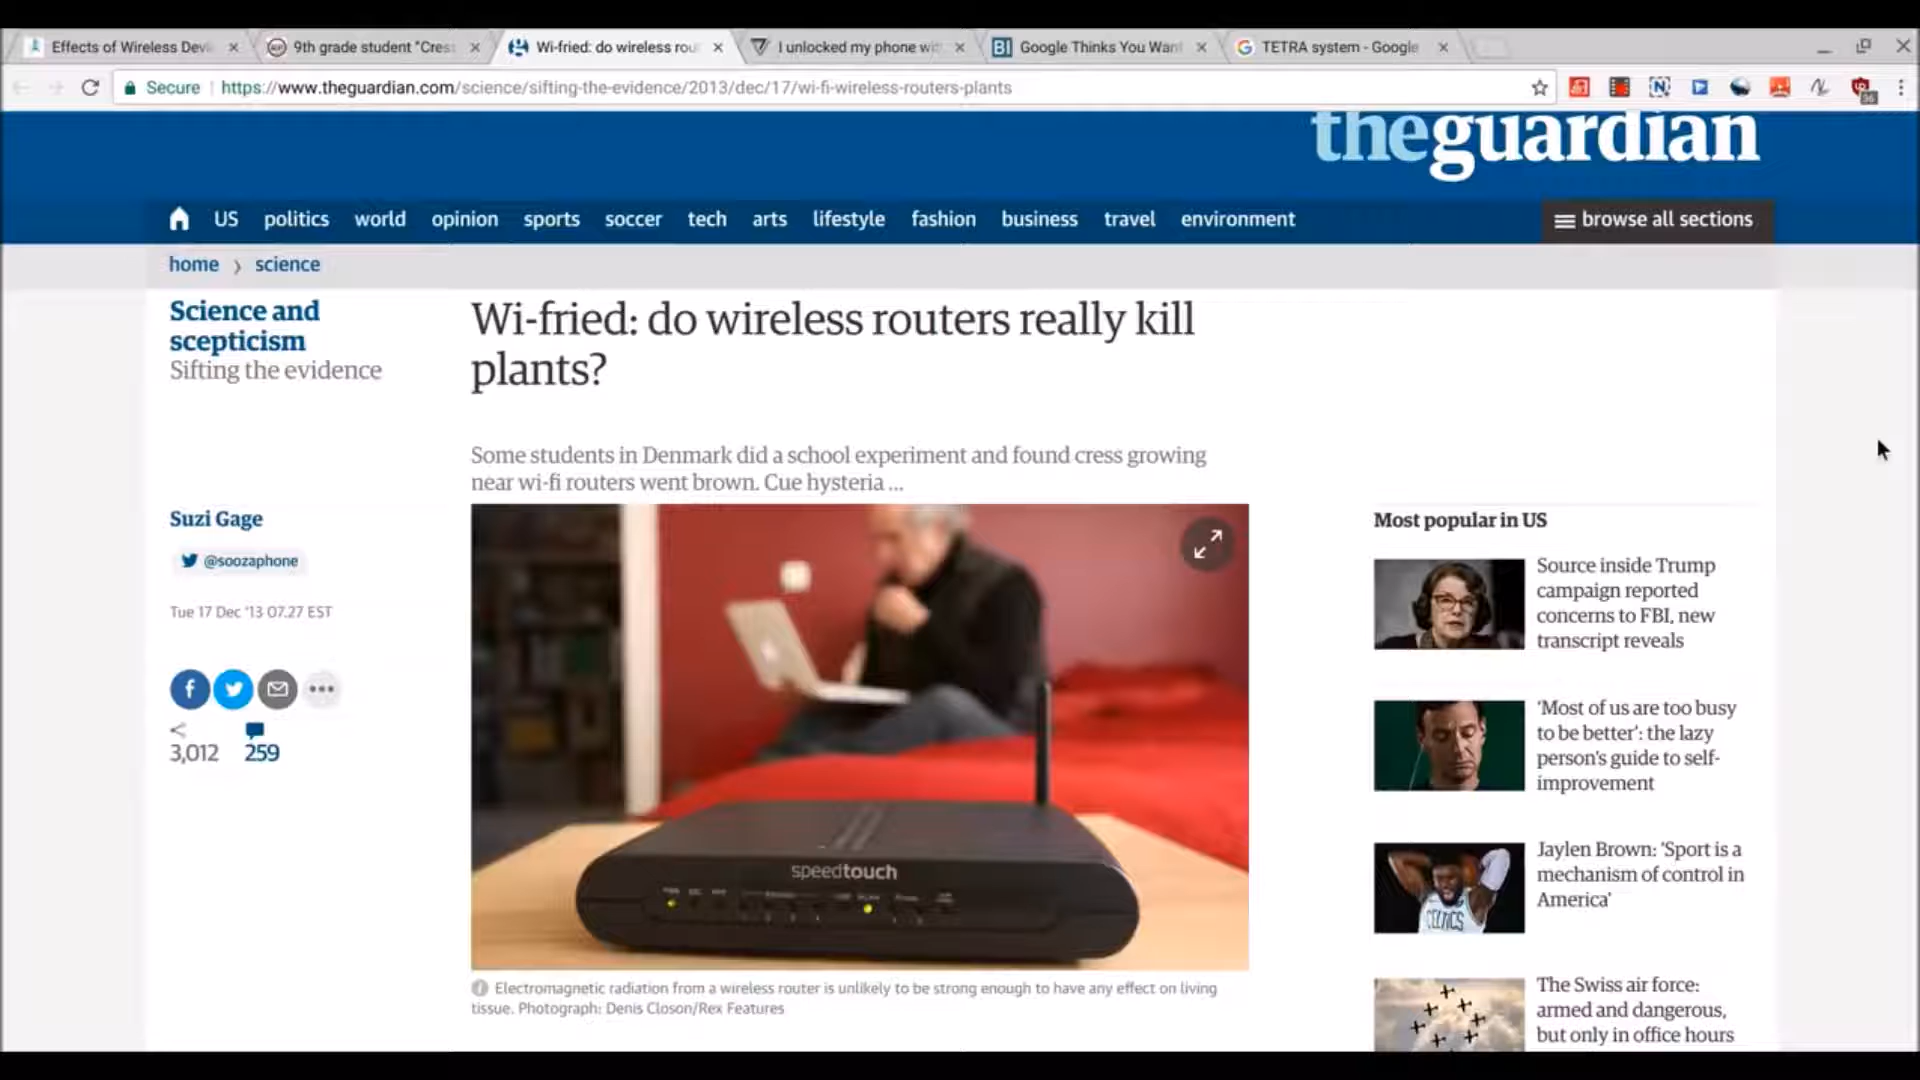 Effects of Wireless Devi
9th grade student "Cres
Wi-fried: do wireless rou
I unlocked my phone wi
Google Thinks You Want
TETRA system - Google
Secure
https://www.theguardian.com/science/sifting-the-evidence/2013/dec/17/wi-fi-wireless-routers-plants
theguardian
US politics world opinion sports soccer tech arts lifestyle fashion business travel environment
browse all sections
home > science
Science and
scepticism
Sifting the evidence
Wi-fried: do wireless routers really kill
plants?
Some students in Denmark did a school experiment and found cress growing
near wi-fi routers went brown. Cue hysteria ...
Suzi Gage
@soozaphone
Tue 17 Dec '13 07.27 EST
3,012 259
speedtouch
Electromagnetic radiation from a wireless router is unlikely to be strong enough to have any effect on living
tissue. Photograph: Denis Closon/Rex Features
Most popular in US
Source inside Trump
campaign reported
concerns to FBI, new
transcript reveals
'Most of us are too busy
to be better': the lazy
person's guide to self-
improvement
Jaylen Brown: 'Sport is a
mechanism of control in
America'
CELTICS
The Swiss air force:
armed and dangerous,
but only in office hours